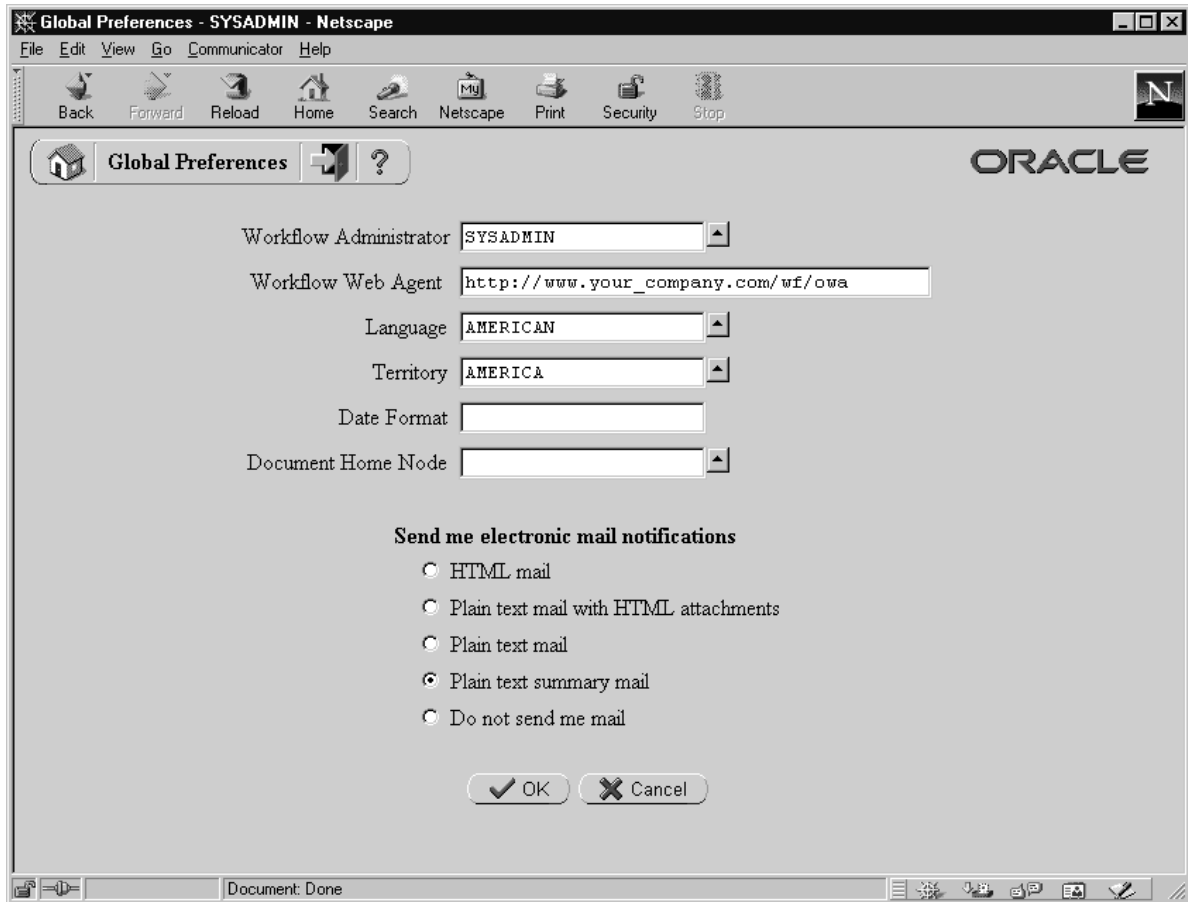 Global Preferences - SYSADMIN - Netscape
File Edit View Go Communicator Help
My
Back Forward Reload Home Search Netscape Print Security Stop
N
Global Preferences ?
ORACLE
Workflow Administrator SYSADMIN
Workflow Web Agent http://www.your_company.com/wf/owa
Language AMERICAN
Territory AMERICA
Date Format
Document Home Node
Send me electronic mail notifications
HTML mail
Plain text mail with HTML attachments
Plain text mail
Plain text summary mail
Do not send me mail
OK Cancel
Document: Done